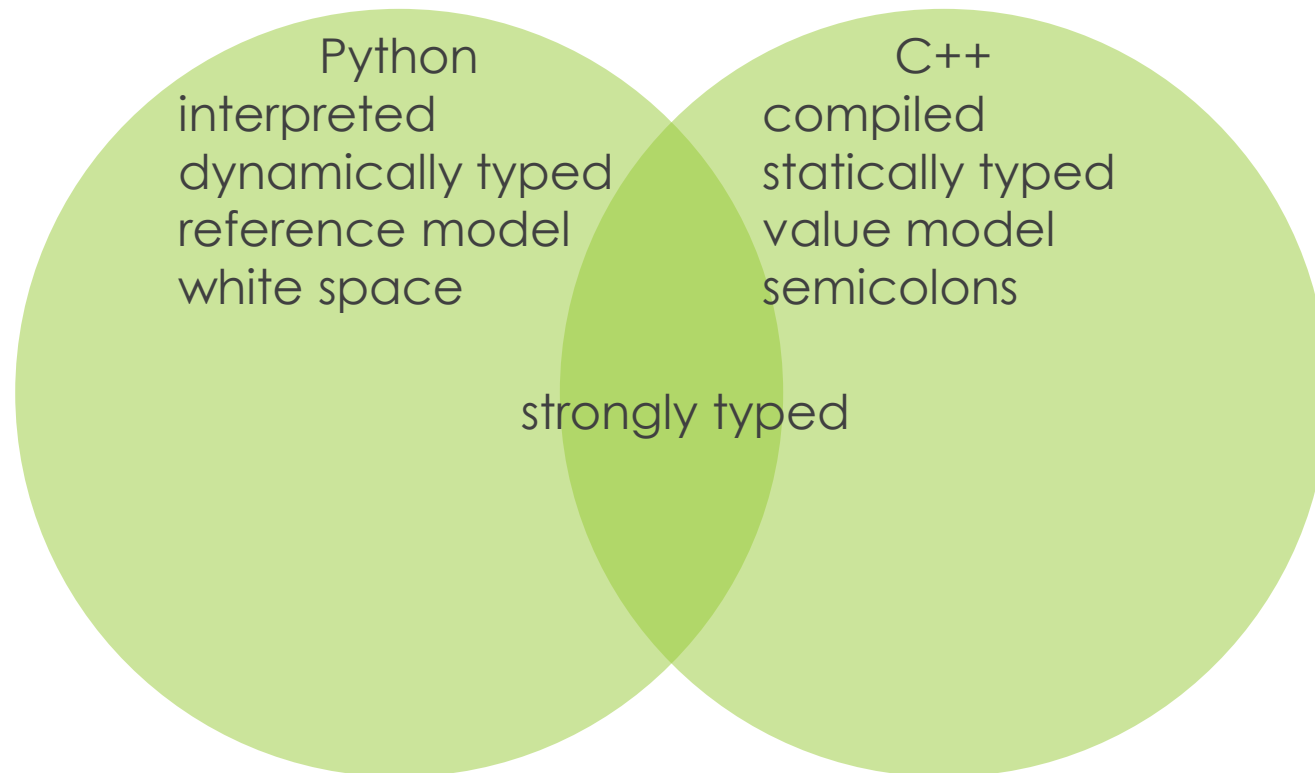 Python
interpreted
dynamically typed
reference model
white space
C++
compiled
statically typed
value model
semicolons
strongly typed